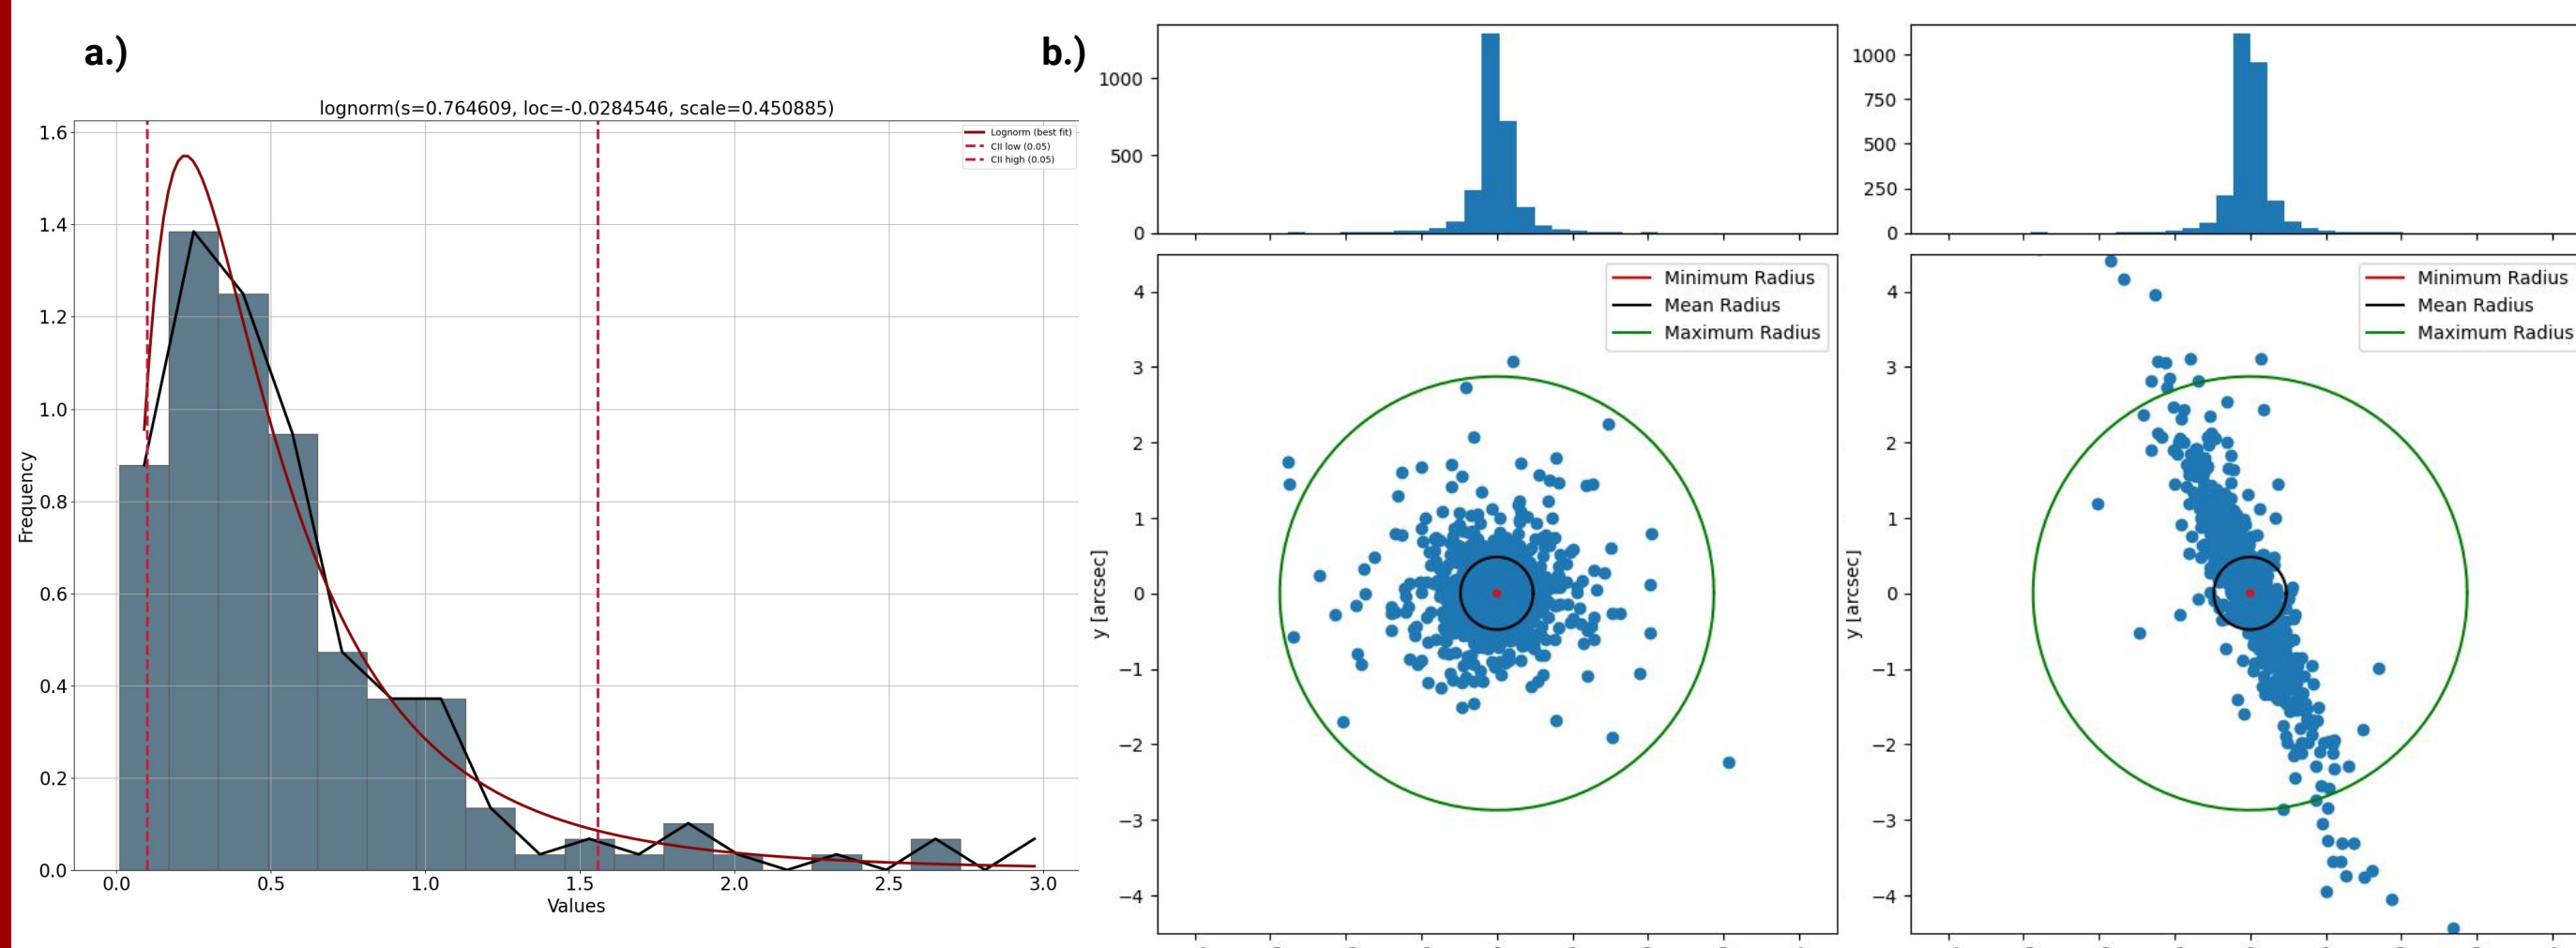 a.)
b.)
lognorm(s=0.764609, loc=-0.0284546, scale=0.450885)
Lognorm (best fit)
CII low (0.05)
CII high (0.05)
Frequency
1.6
1.4
1.2
1.0
0.8
0.6
0.4
0.2
0.0
0.0 0.5 1.0 1.5 2.0 2.5 3.0
Values
1000
500
0
Minimum Radius
Mean Radius
Maximum Radius
y [arcsec]
4
3
2
1
0
−1
−2
−3
−4
1000
750
500
250
0
Minimum Radius
Mean Radius
Maximum Radius
y [arcsec]
4
3
2
1
0
−1
−2
−3
−4